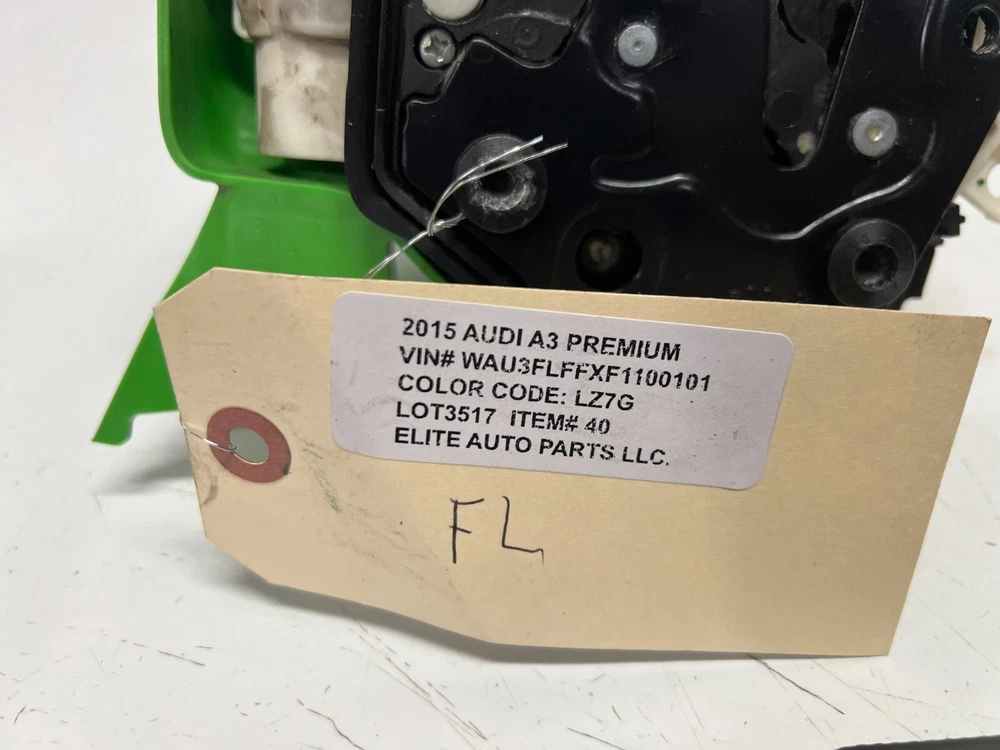 2015 AUDI A3 PREMIUM
VIN# WAU3FLFFXF1100101
COLOR CODE: LZ7G
LOT3517 ITEM# 40
ELITE AUTO PARTS LLC.
FL